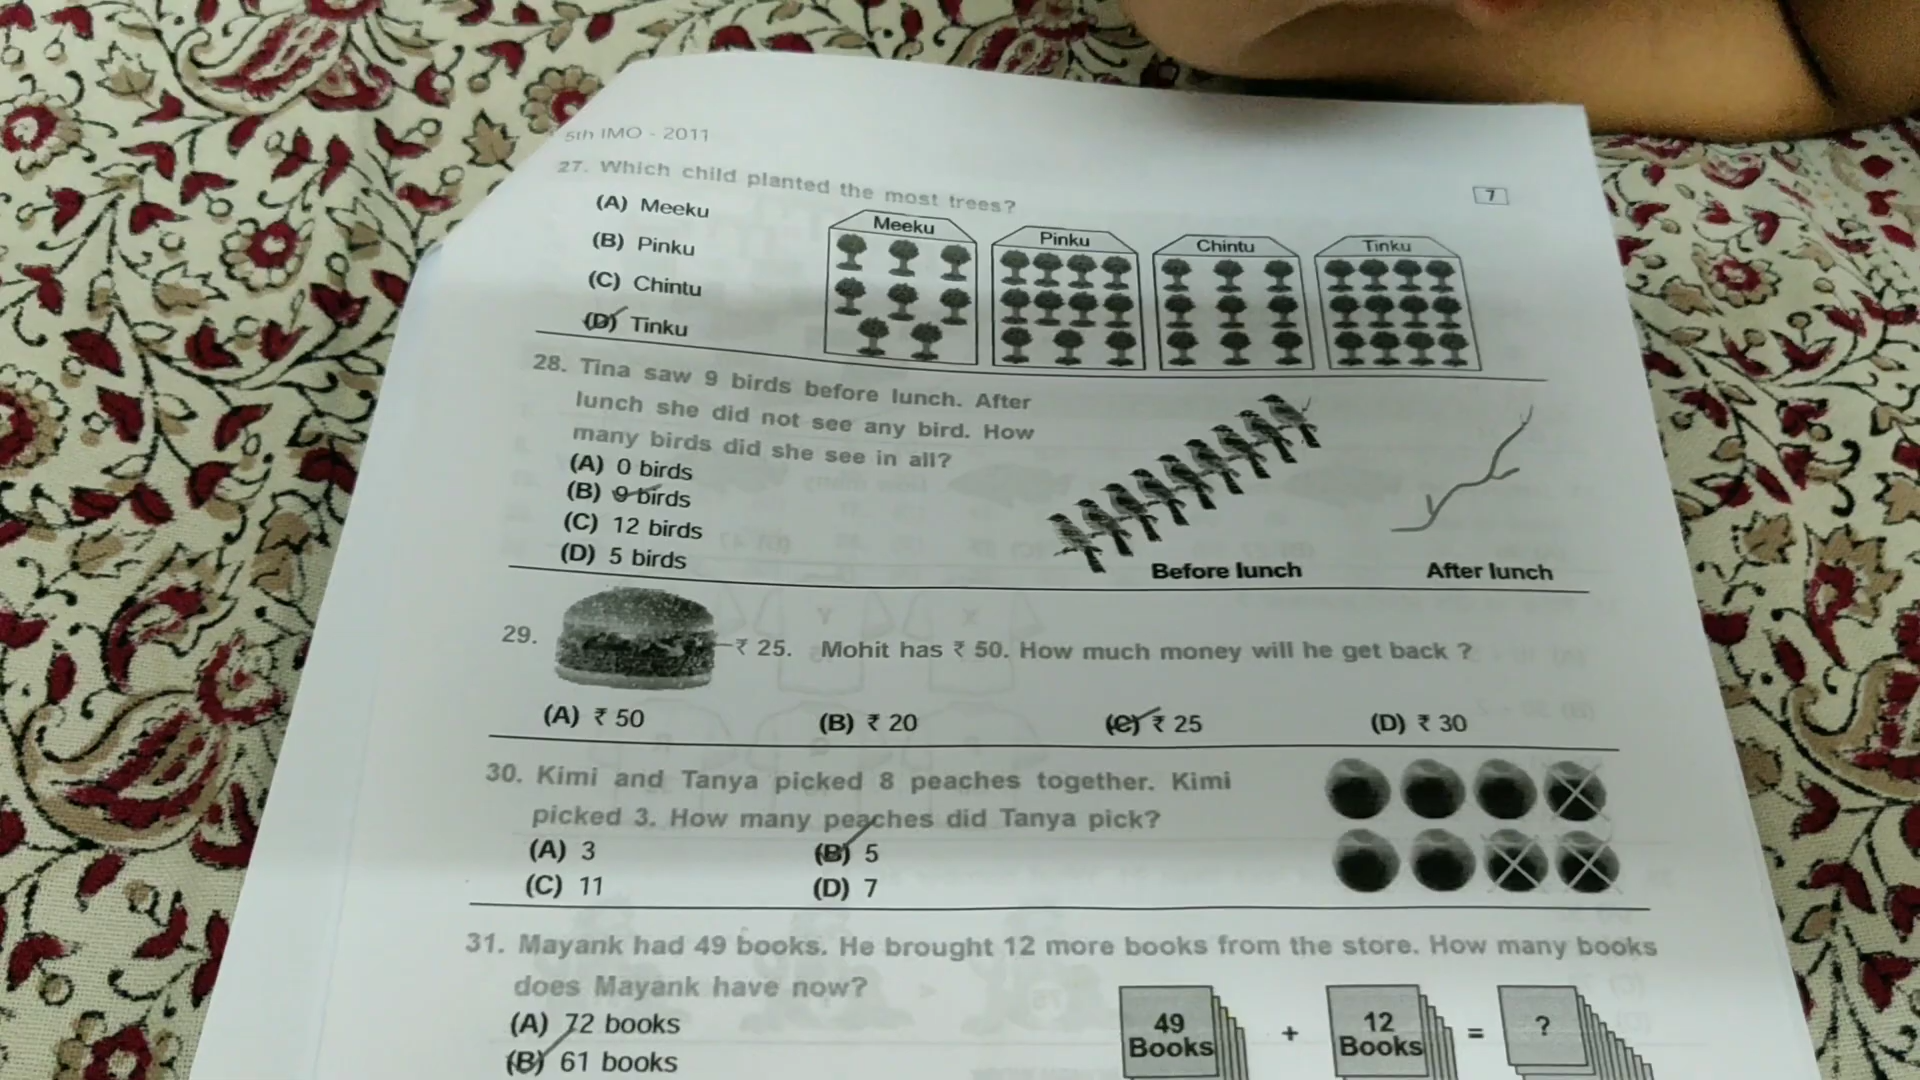 5th IMO - 2011
7
27. Which child planted the most trees?
(A) Meeku
(B) Pinku
(C) Chintu
(D) Tinku
Meeku
Pinku
Chintu
Tinku
28. Tina saw 9 birds before lunch. After
lunch she did not see any bird. How
many birds did she see in all?
(A) 0 birds
(B) 9 birds
(C) 12 birds
(D) 5 birds
Before lunch
After lunch
29.
₹ 25. Mohit has ₹ 50. How much money will he get back ?
(A) ₹ 50 (B) ₹ 20 (C) ₹ 25 (D) ₹ 30
30. Kimi and Tanya picked 8 peaches together. Kimi
picked 3. How many peaches did Tanya pick?
(A) 3 (B) 5
(C) 11 (D) 7
31. Mayank had 49 books. He brought 12 more books from the store. How many books
does Mayank have now?
(A) 72 books
(B) 61 books
49
Books
+
12
Books
=
?